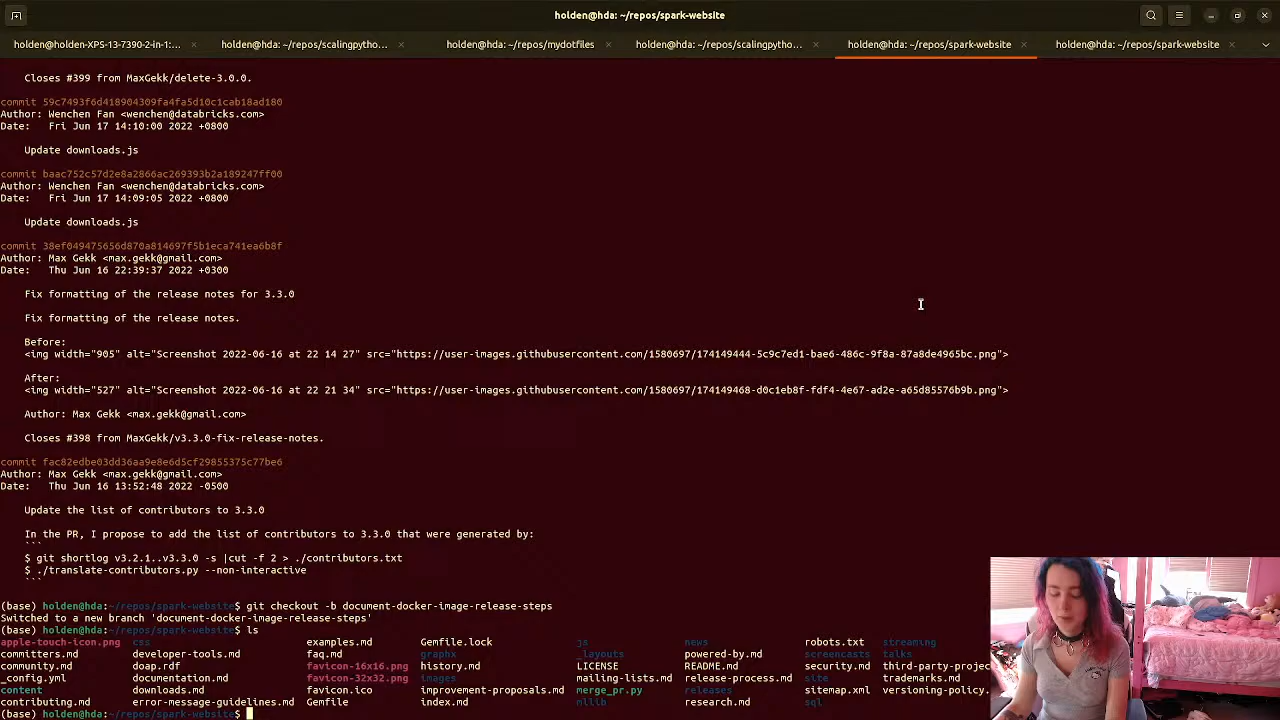 holden@hda: ~/repos/spark-website
holden@holden-XPS-13-7390-2-in-1:... × holden@hda: ~/repos/scalingpytho... × holden@hda: ~/repos/mydotfiles × holden@hda: ~/repos/scalingpytho... × holden@hda: ~/repos/spark-website × holden@hda: ~/repos/spark-website ×
Closes #399 from MaxGekk/delete-3.0.0.
commit 59c7493f6d418904309fa4fa5d10c1cab18ad180
Author: Wenchen Fan <wenchen@databricks.com>
Date: Fri Jun 17 14:10:00 2022 +0800
Update downloads.js
commit baac752c57d2e8a2866ac269393b2a189247ff00
Author: Wenchen Fan <wenchen@databricks.com>
Date: Fri Jun 17 14:09:05 2022 +0800
Update downloads.js
commit 38ef049475656d870a814697f5b1eca741ea6b8f
Author: Max Gekk <max.gekk@gmail.com>
Date: Thu Jun 16 22:39:37 2022 +0300
Fix formatting of the release notes for 3.3.0
Fix formatting of the release notes.
Before:
<img width="905" alt="Screenshot 2022-06-16 at 22 14 27" src="https://user-images.githubusercontent.com/1580697/174149444-5c9c7ed1-bae6-486c-9f8a-87a8de4965bc.png">
After:
<img width="527" alt="Screenshot 2022-06-16 at 22 21 34" src="https://user-images.githubusercontent.com/1580697/174149468-d0c1eb8f-fdf4-4e67-ad2e-a65d85576b9b.png">
Author: Max Gekk <max.gekk@gmail.com>
Closes #398 from MaxGekk/v3.3.0-fix-release-notes.
commit fac82edbe03dd36aa9e8e6d5cf29855375c77be6
Author: Max Gekk <max.gekk@gmail.com>
Date: Thu Jun 16 13:52:48 2022 -0500
Update the list of contributors to 3.3.0
In the PR, I propose to add the list of contributors to 3.3.0 that were generated by:
```
$ git shortlog v3.2.1..v3.3.0 -s |cut -f 2 > ./contributors.txt
$ ./translate-contributors.py --non-interactive
```
(base) holden@hda:~/repos/spark-website$ git checkout -b document-docker-image-release-steps
Switched to a new branch 'document-docker-image-release-steps'
(base) holden@hda:~/repos/spark-website$ ls
apple-touch-icon.png css examples.md Gemfile.lock js news robots.txt streaming
committers.md developer-tools.md faq.md graphx _layouts powered-by.md screencasts talks
community.md doap.rdf favicon-16x16.png history.md LICENSE README.md security.md third-party-projec
_config.yml documentation.md favicon-32x32.png images mailing-lists.md release-process.md site trademarks.md
content downloads.md favicon.ico improvement-proposals.md merge_pr.py releases sitemap.xml versioning-policy.
contributing.md error-message-guidelines.md Gemfile index.md mllib research.md sql
(base) holden@hda:~/repos/spark-website$